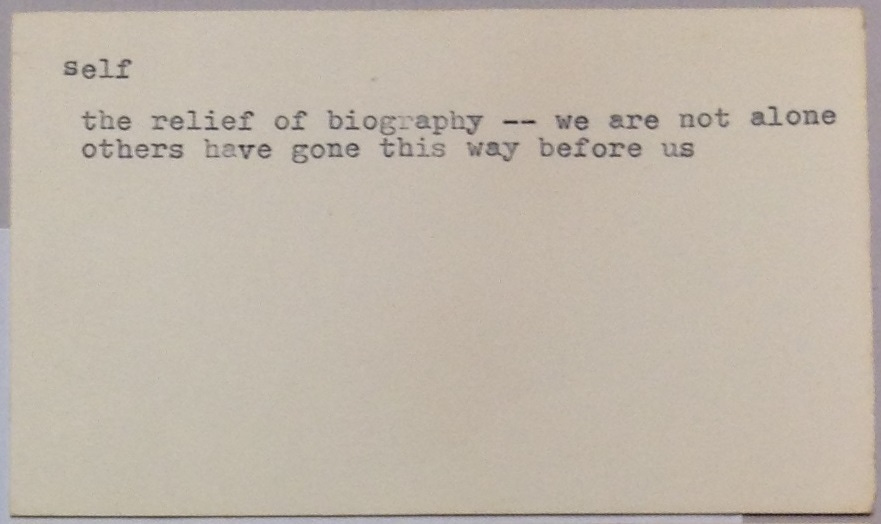 self
the relief of biography -- we are not alone
others have gone this way before us